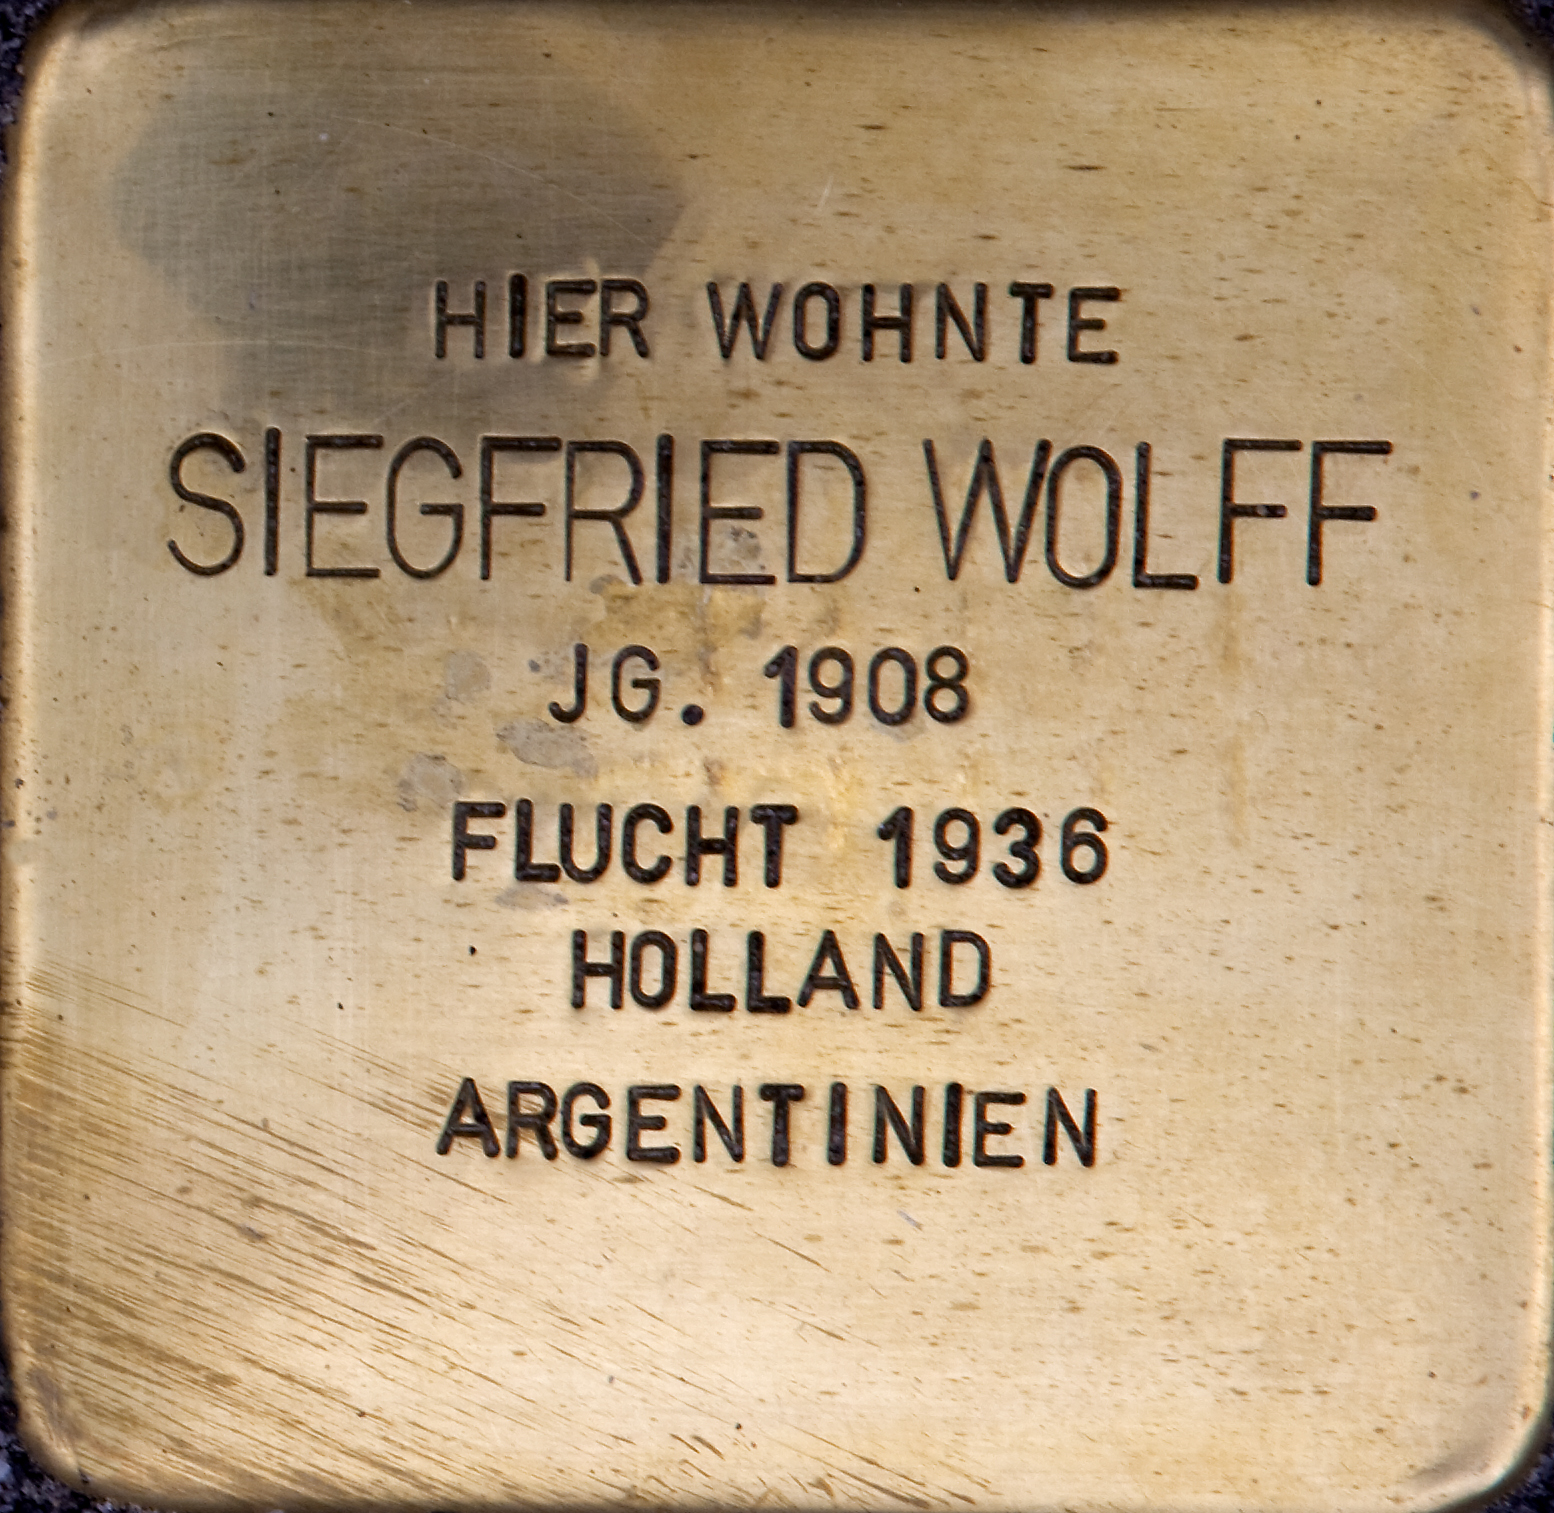 HIER WOHNTE
SIEGFRIED WOLFF
JG. 1908
FLUCHT 1936
HOLLAND
ARGENTINIEN